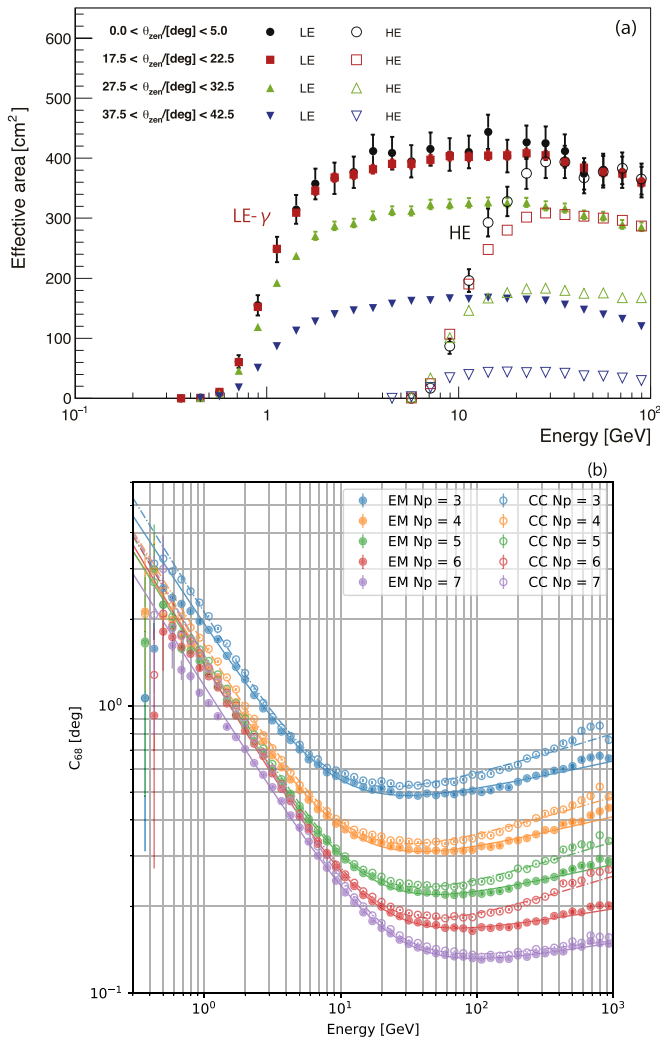 (a)
600
500
400
300
200
100
0
Effective area [cm²]
0.0 < θzen/[deg] < 5.0 LE HE
17.5 < θzen/[deg] < 22.5 LE HE
27.5 < θzen/[deg] < 32.5 LE HE
37.5 < θzen/[deg] < 42.5 LE HE
LE-γ
HE
10⁻¹ 1 10 10²
Energy [GeV]
(b)
EM Np = 3 CC Np = 3
EM Np = 4 CC Np = 4
EM Np = 5 CC Np = 5
EM Np = 6 CC Np = 6
EM Np = 7 CC Np = 7
C₆₈ [deg]
10⁰
10⁻¹
10⁰ 10¹ 10² 10³
Energy [GeV]